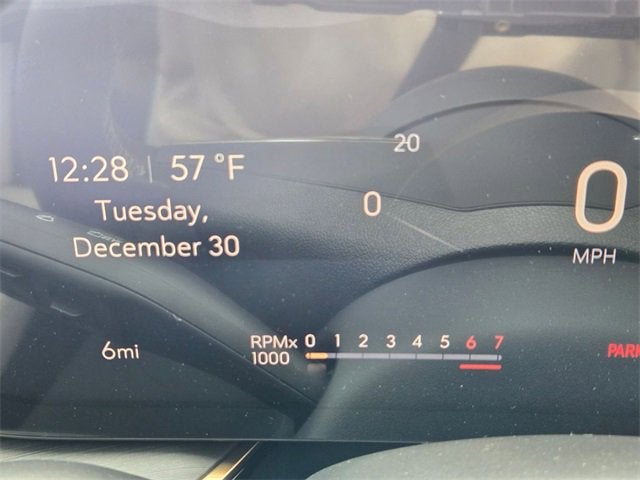 12:28 | 57 °F
Tuesday,
December 30
20
0
0
MPH
6mi
RPMx 0 1 2 3 4 5 6 7
1000
PARK